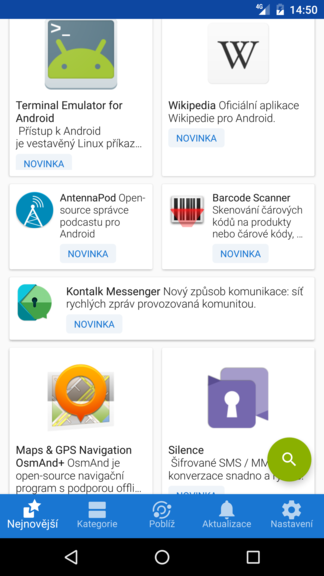 4G 14:50
>_
Terminal Emulator for
Android
Přístup k Android
je vestavěný Linux příkaz...
NOVINKA
W
Wikipedia Oficiální aplikace
Wikipedie pro Android.
NOVINKA
AntennaPod Open-
source správce
podcastu pro
Android
NOVINKA
Barcode Scanner
Skenování čárových
kódů na produkty
nebo čárové kódy, ...
NOVINKA
Kontalk Messenger Nový způsob komunikace: síť
rychlých zpráv provozovaná komunitou.
NOVINKA
Maps & GPS Navigation
OsmAnd+ OsmAnd je
open-source navigační
program s podporou offli...
Silence
Šifrované SMS / MM
konverzace snadno a
NOVINKA
Nejnovější
Kategorie
Poblíž
Aktualizace
Nastavení